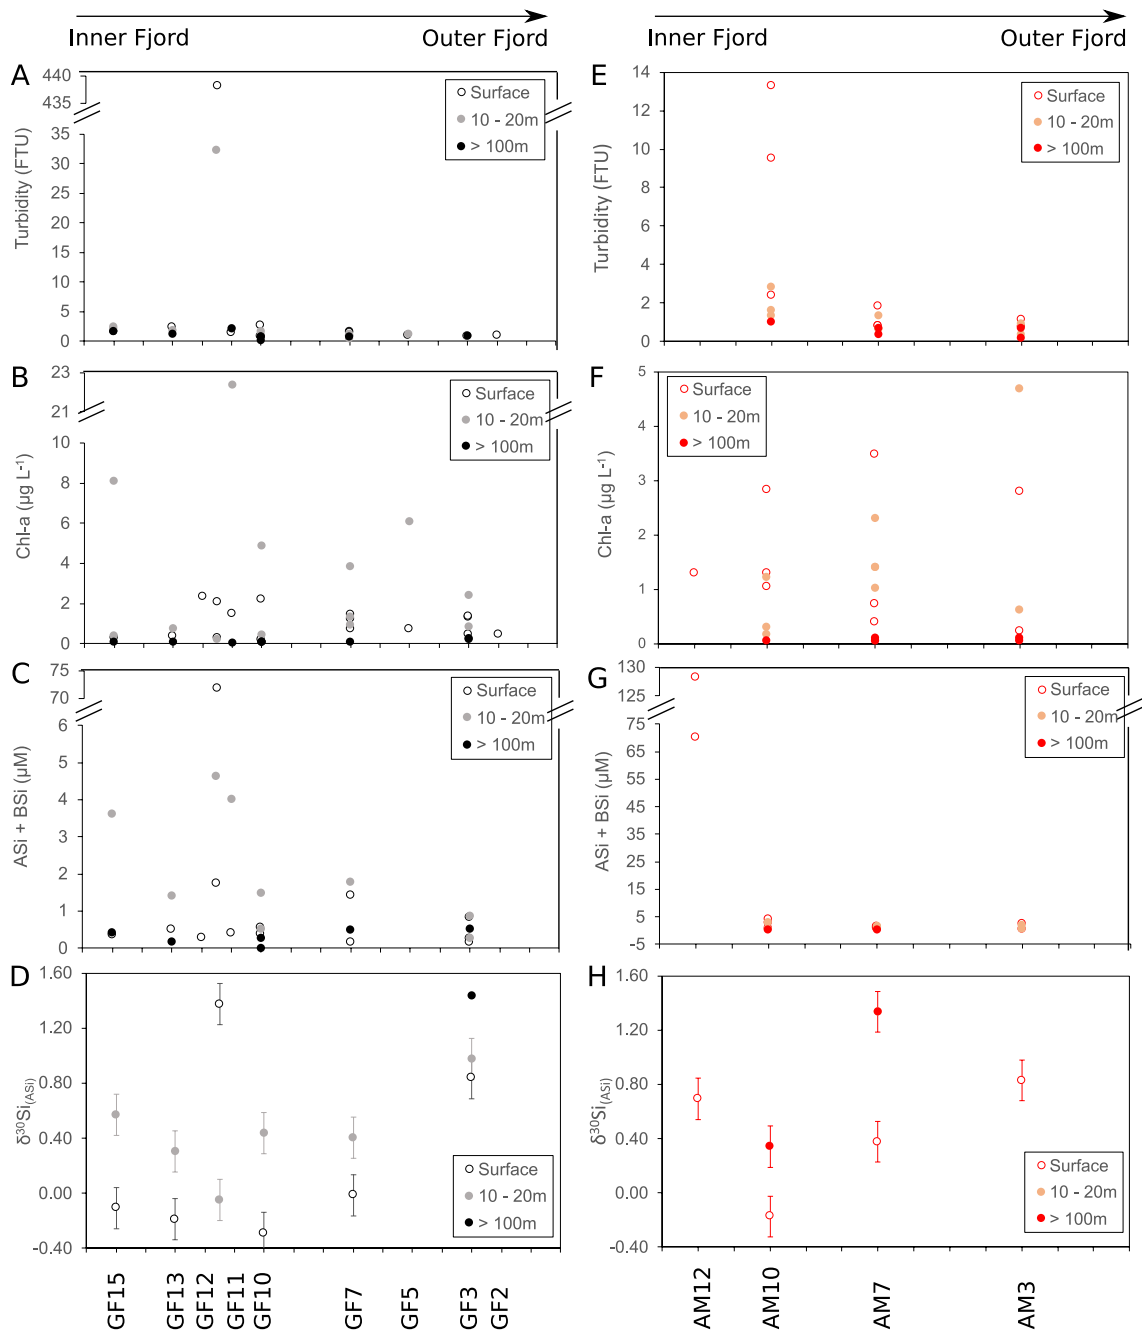 Inner Fjord Outer Fjord
Inner Fjord Outer Fjord
A
440
435
35
30
25
20
15
10
5
0
Turbidity (FTU)
Surface
10 - 20m
> 100m
E
14
12
10
8
6
4
2
0
Turbidity (FTU)
Surface
10 - 20m
> 100m
B
23
21
10
8
6
4
2
0
Chl-a (µg L⁻¹)
Surface
10 - 20m
> 100m
F
5
4
3
2
1
0
Chl-a (µg L⁻¹)
Surface
10 - 20m
> 100m
C
75
70
6
5
4
3
2
1
0
ASi + BSi (µM)
Surface
10 - 20m
> 100m
G
130
125
75
65
55
45
35
25
15
5
-5
ASi + BSi (µM)
Surface
10 - 20m
> 100m
D
1.60
1.20
0.80
0.40
0.00
-0.40
δ³⁰Si(ASi)
Surface
10 - 20m
> 100m
GF15
GF13
GF12
GF11
GF10
GF7
GF5
GF3
GF2
H
1.60
1.20
0.80
0.40
0.00
-0.40
δ³⁰Si(ASi)
Surface
10 - 20m
> 100m
AM12
AM10
AM7
AM3